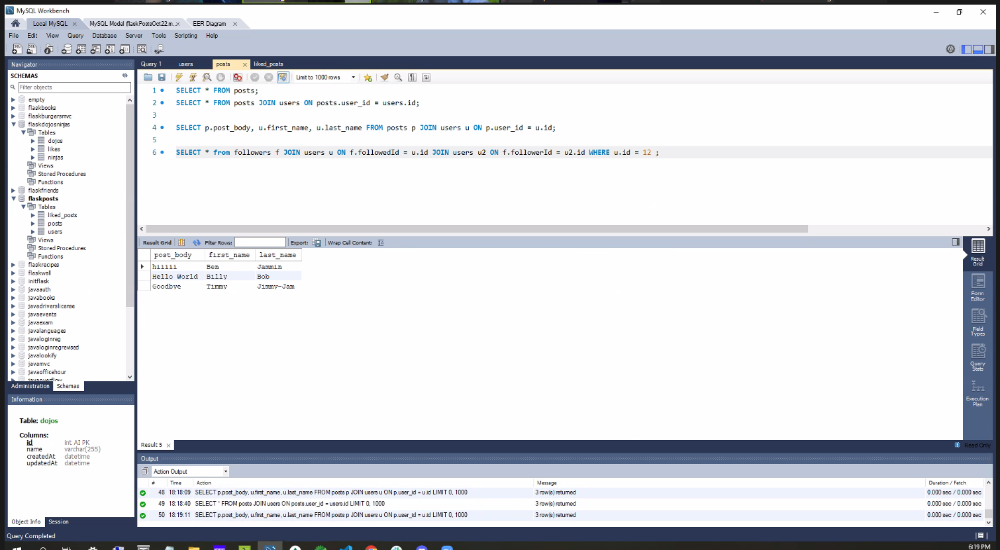 MySQL Workbench
Local MySQL
MySQL Model (flaskPostsOct22.m...
EER Diagram
File Edit View Query Database Server Tools Scripting Help
Navigator
SCHEMAS
Filter objects
empty
flaskbooks
flaskburgersmvc
flaskdojosninjas
Tables
dojos
likes
ninjas
Views
Stored Procedures
Functions
flaskfriends
flaskposts
Tables
liked_posts
posts
users
Views
Stored Procedures
Functions
flaskrecipes
flaskwall
initflask
javaauth
javabooks
javadriverslicense
javaevents
javaexam
javalanguages
javaloginreg
javaloginregrevised
javalookify
javamvc
javaofficehour
javaoverflow
Administration Schemas
Information
Table: dojos
Columns:
id int AI PK
name varchar(255)
createdAt datetime
updatedAt datetime
Object Info Session
Query Completed
Query 1 users posts liked_posts
Limit to 1000 rows
1 SELECT * FROM posts;
2 SELECT * FROM posts JOIN users ON posts.user_id = users.id;
3
4 SELECT p.post_body, u.first_name, u.last_name FROM posts p JOIN users u ON p.user_id = u.id;
5
6 SELECT * from followers f JOIN users u ON f.followedId = u.id JOIN users u2 ON f.followerId = u2.id WHERE u.id = 12 ;
Result Grid Filter Rows: Export: Wrap Cell Content:
post_body first_name last_name
hiiiii Ben Jammin
Hello World Billy Bob
Goodbye Timmy Jimmy-Jam
Result Grid
Form Editor
Field Types
Query Stats
Execution Plan
Result 5
Read Only
Output
Action Output
# Time Action Message Duration / Fetch
48 18:18:09 SELECT p.post_body, u.first_name, u.last_name FROM posts p JOIN users u ON p.user_id = u.id LIMIT 0, 1000 3 row(s) returned 0.000 sec / 0.000 sec
49 18:18:40 SELECT * FROM posts JOIN users ON posts.user_id = users.id LIMIT 0, 1000 3 row(s) returned 0.000 sec / 0.000 sec
50 18:19:11 SELECT p.post_body, u.first_name, u.last_name FROM posts p JOIN users u ON p.user_id = u.id LIMIT 0, 1000 3 row(s) returned 0.000 sec / 0.000 sec
6:19 PM